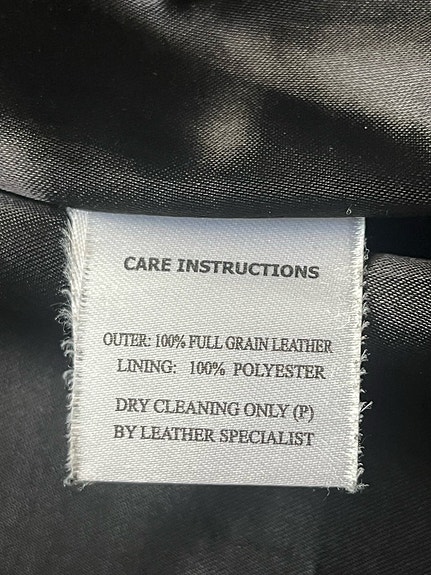 CARE INSTRUCTIONS
OUTER: 100% FULL GRAIN LEATHER
LINING: 100% POLYESTER
DRY CLEANING ONLY (P)
BY LEATHER SPECIALIST